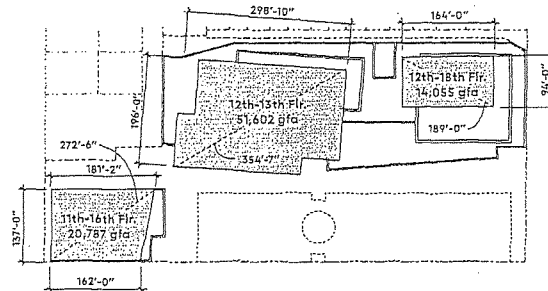 298'-10"
164'-0"
12th-18th Flr.
14,055 gfa
94'-0"
12th-13th Flr.
51,602 gfa
196'-0"
189'-0"
272'-6"
354'-7"
181'-2"
11th-16th Flr.
20,787 gfa
137'-0"
162'-0"